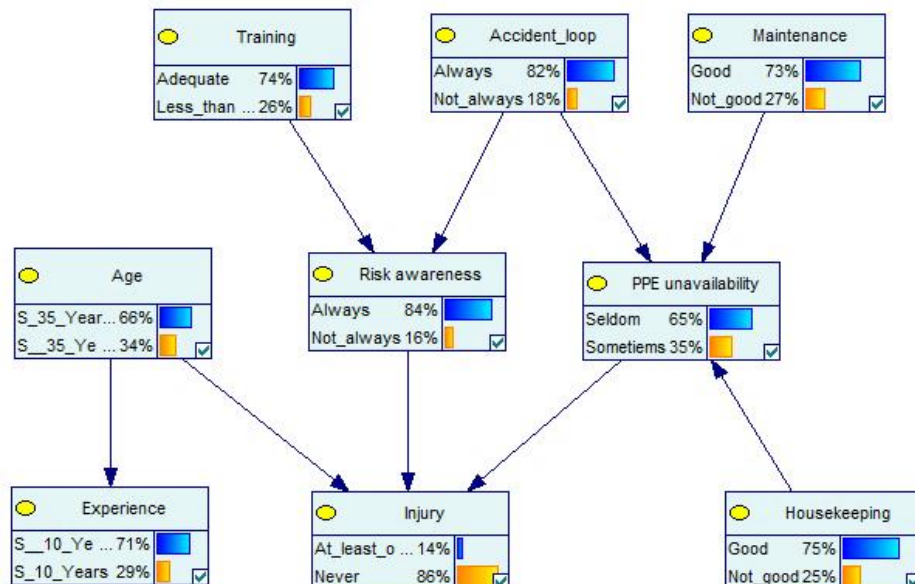 Training
Adequate 74%
Less_than ... 26%
Accident_loop
Always 82%
Not_always 18%
Maintenance
Good 73%
Not_good 27%
Age
S_35_Year... 66%
S__35_Ye ... 34%
Risk awareness
Always 84%
Not_always 16%
PPE unavailability
Seldom 65%
Sometiems 35%
Experience
S__10_Ye ... 71%
S_10_Years 29%
Injury
At_least_o ... 14%
Never 86%
Housekeeping
Good 75%
Not_good 25%